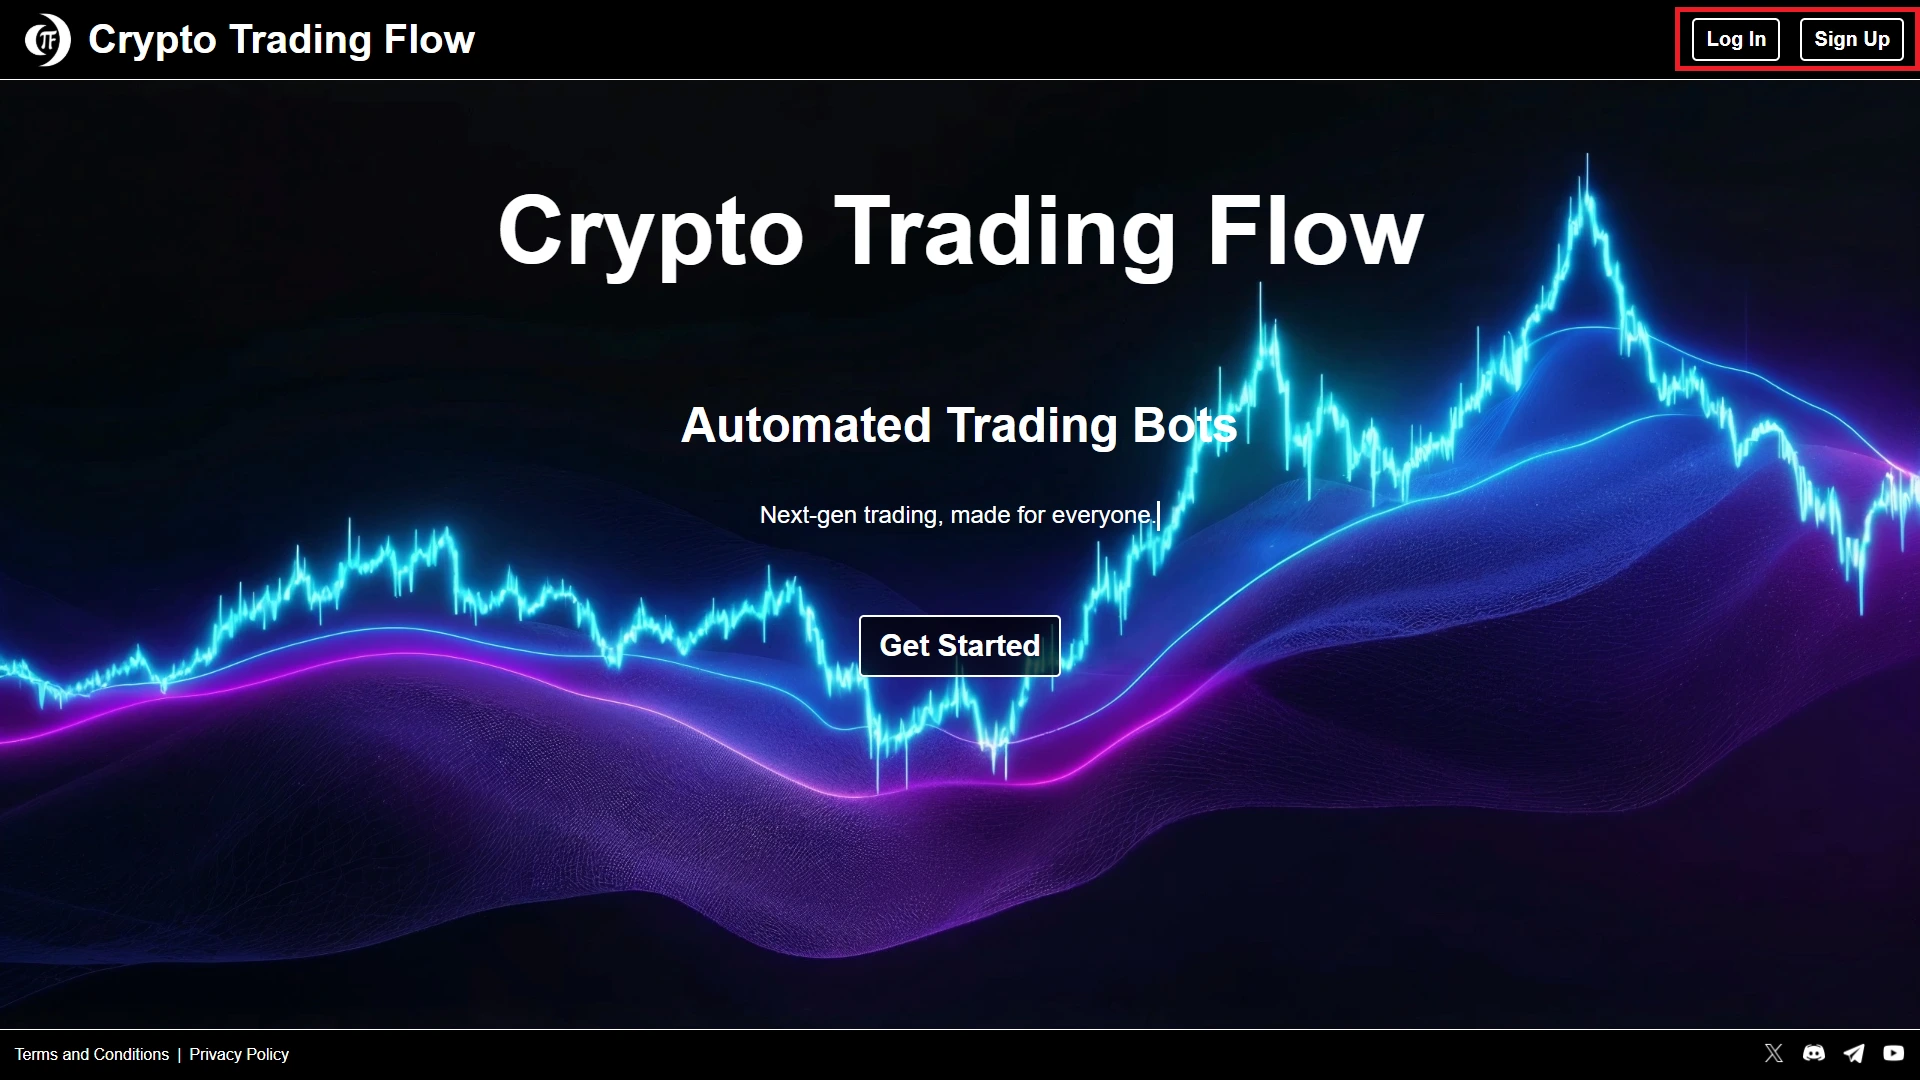 Crypto Trading Flow
Log In
Sign Up
Crypto Trading Flow
Automated Trading Bots
Next-gen trading, made for everyone.
Get Started
Terms and Conditions | Privacy Policy